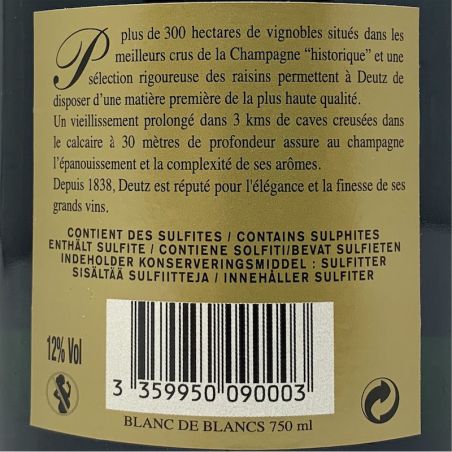 Plus de 300 hectares de vignobles situés dans les
meilleurs crus de la Champagne “historique” et une
sélection rigoureuse des raisins permettent à Deutz de
disposer d’une matière première de la plus haute qualité.
Un vieillissement prolongé dans 3 kms de caves creusées dans
le calcaire à 30 mètres de profondeur assure au champagne
l’épanouissement et la complexité de ses arômes.
Depuis 1838, Deutz est réputé pour l'élégance et la finesse de ses
grands vins.
CONTIENT DES SULFITES / CONTAINS SULPHITES
ENTHÄLT SULFITE / CONTIENE SOLFITI/BEVAT SULFIETEN
INDEHOLDER KONSERVERINGSMIDDEL : SULFITTER
SISÄLTÄÄ SULFIITTEJA / INNEHÅLLER SULFITER
12% Vol
3 359950 090003
BLANC DE BLANCS 750 ml